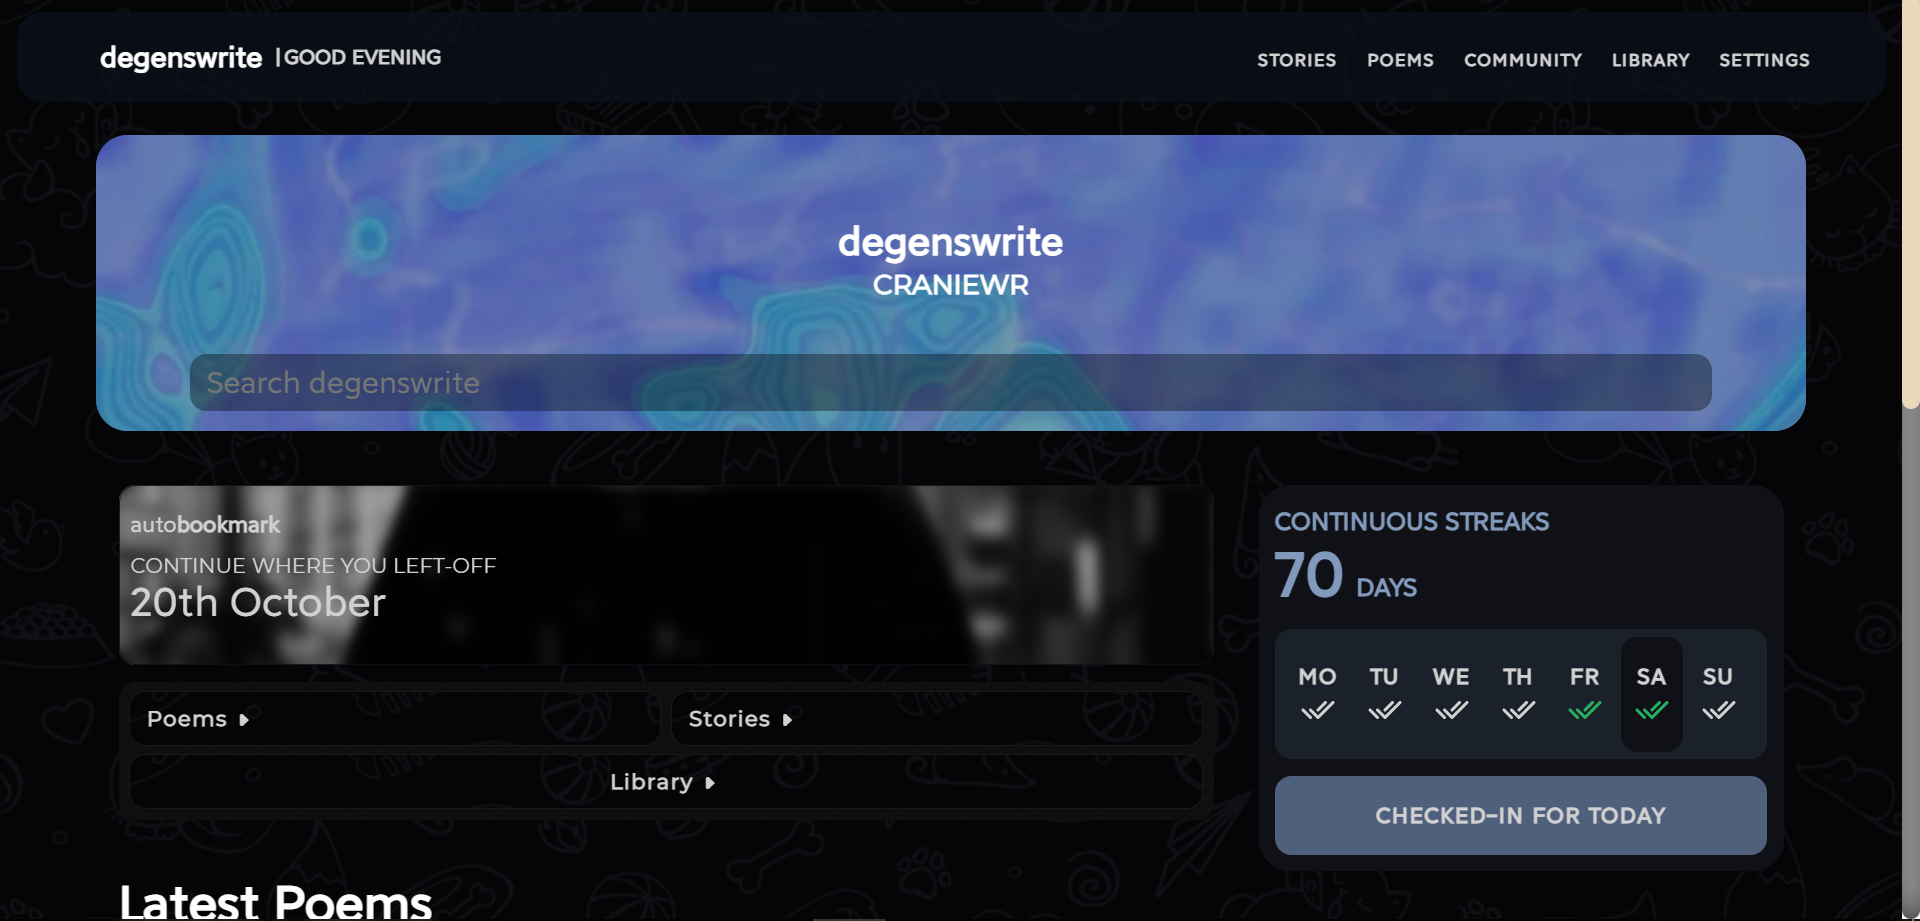 degenswrite | GOOD EVENING
STORIES POEMS COMMUNITY LIBRARY SETTINGS
degenswrite
CRANIEWR
Search degenswrite
autobookmark
CONTINUE WHERE YOU LEFT-OFF
20th October
Poems
Stories
Library
CONTINUOUS STREAKS
70 DAYS
MO TU WE TH FR SA SU
CHECKED-IN FOR TODAY
Latest Poems